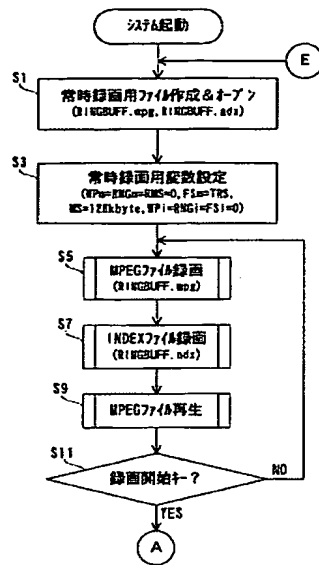 システム起動
E
S1
常時録画用ファイル作成&オープン
(RINGBUFF.mpg,RINGBUFF.mdx)
S3
常時録画用変数設定
(WPm=RNGm=RMS=0,FSm=TRS,
WS=128kbyte,WPi=RNGi=FSi=0)
S5
MPEGファイル録画
(RINGBUFF.mpg)
S7
INDEXファイル録画
(RINGBUFF.mdx)
S9
MPEGファイル再生
S11
録画開始キー?
NO
YES
A